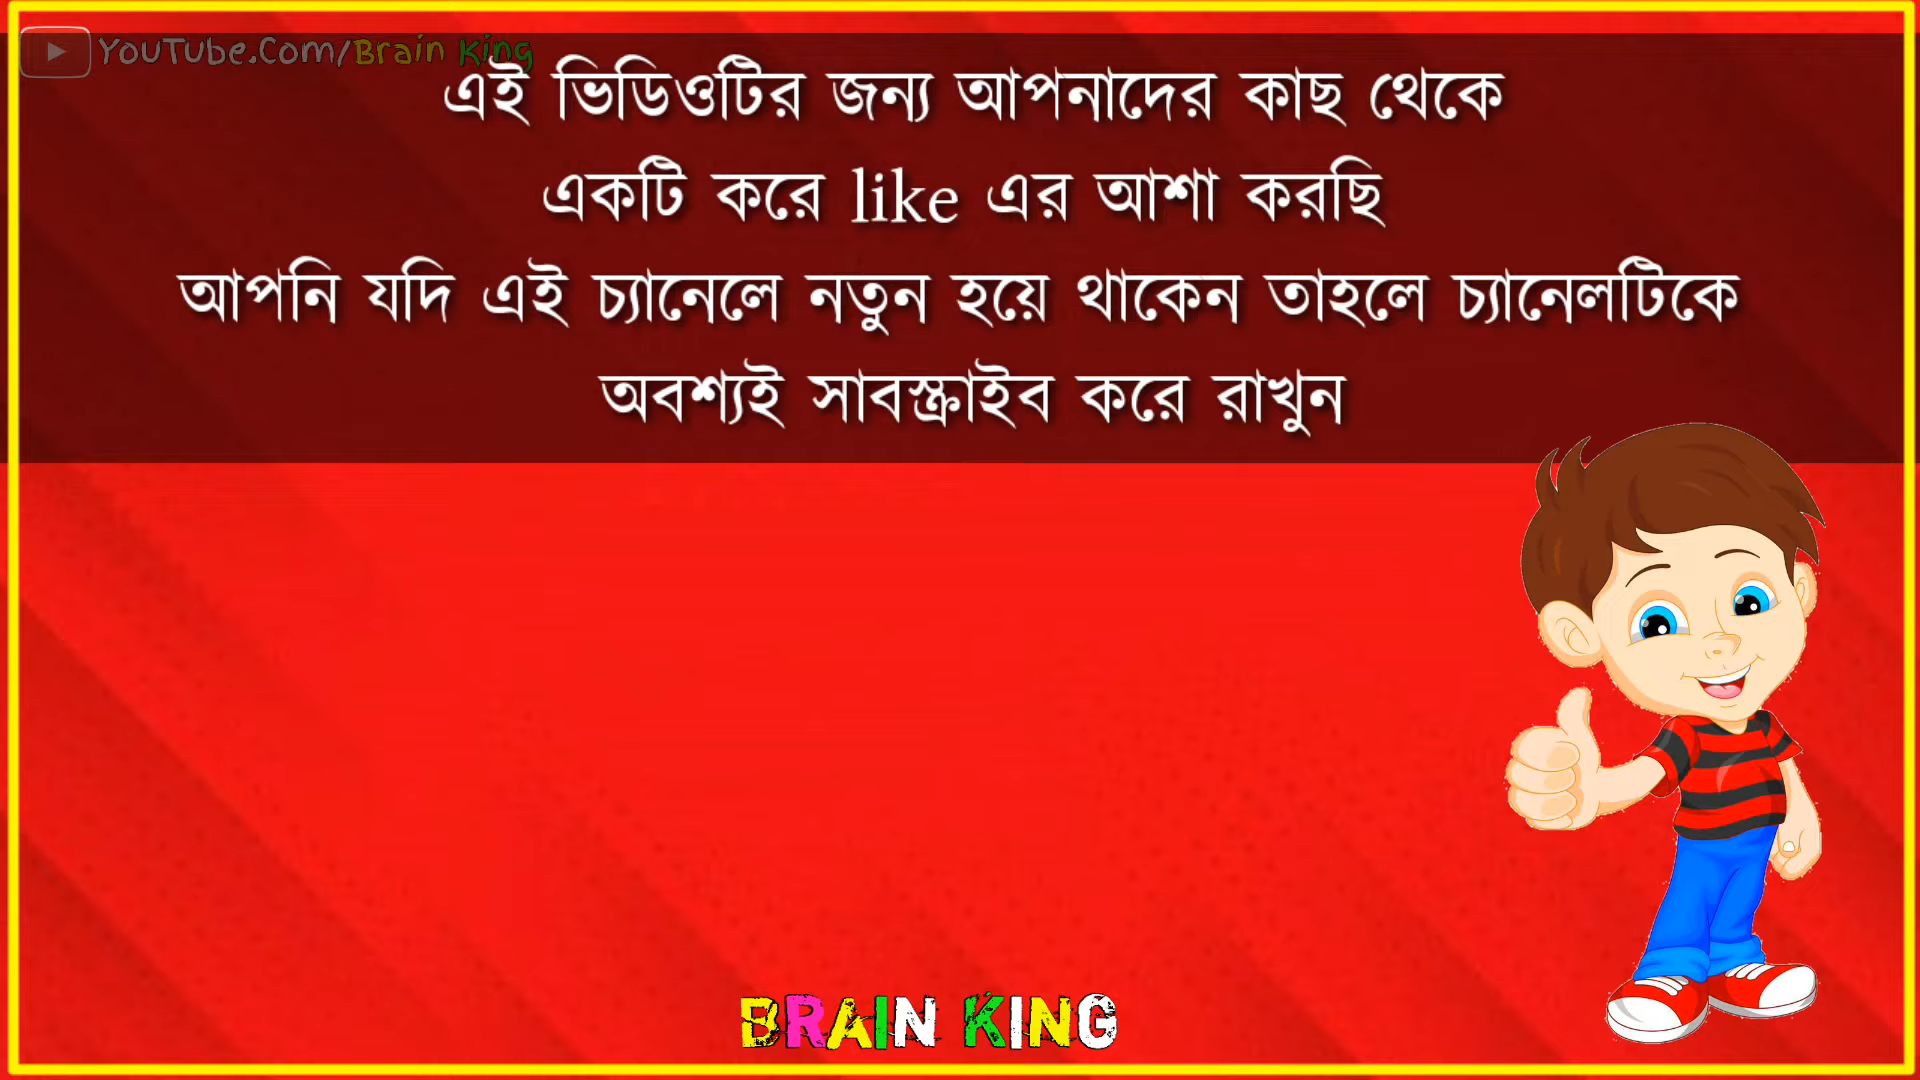 YouTube.Com/Brain King
এই ভিডিওটির জন্য আপনাদের কাছ থেকে
একটি করে like এর আশা করছি
আপনি যদি এই চ্যানেলে নতুন হয়ে থাকেন তাহলে চ্যানেলটিকে
অবশ্যই সাবস্ক্রাইব করে রাখুন
BRAIN KING